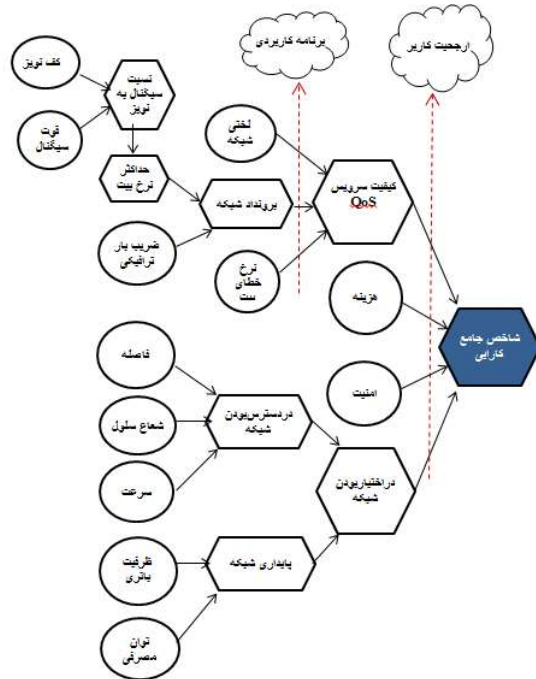 برنامه کاربردی
ارجحیت کاربر
کف نویز
نسبت
سیگنال به
نویز
قوت
سیگنال
لختی
شبکه
حداکثر
نرخ بیت
برونداد شبکه
کیفیت سرویس
QoS
ضریب بار
ترافیکی
نرخ
خطای
ست
هزینه
شاخص جامع
کارایی
فاصله
امنیت
شعاع سلول
دردسترس‌بودن
شبکه
سرعت
دراختیاربودن
شبکه
ظرفیت
باتری
پایداری شبکه
توان
مصرفی